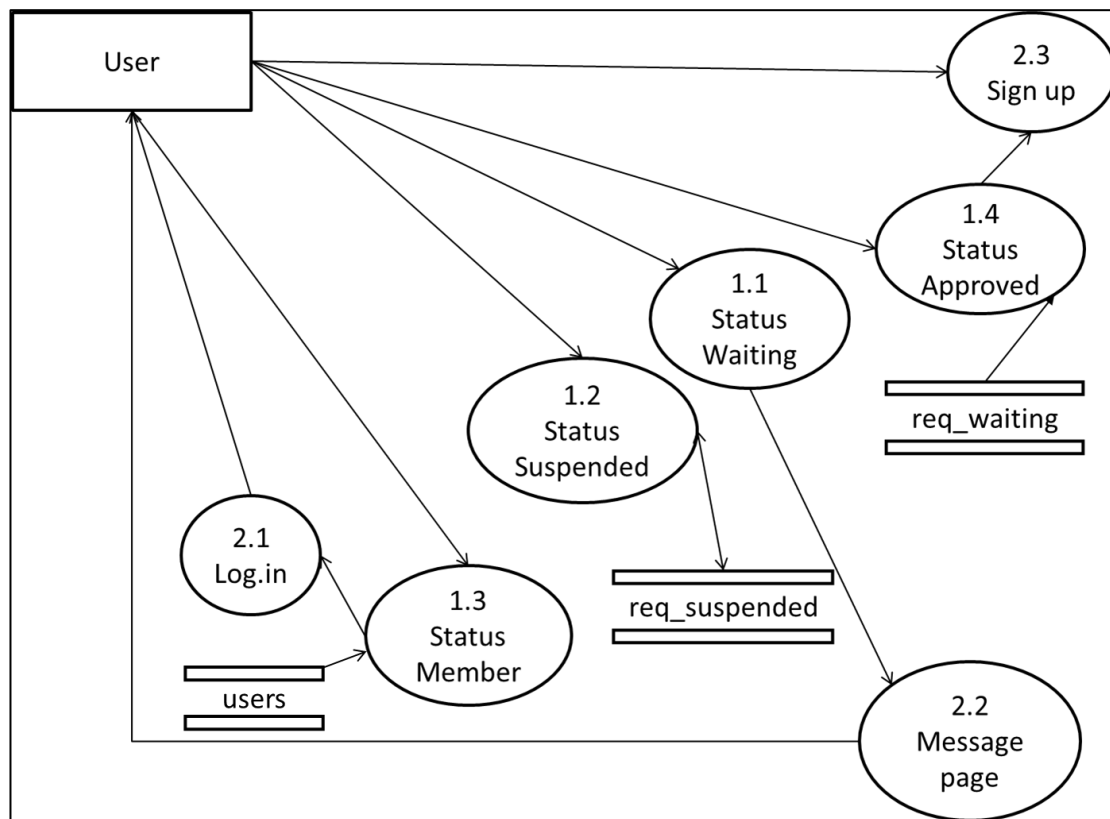 User
2.3
Sign up
1.4
Status
Approved
1.1
Status
Waiting
1.2
Status
Suspended
req_waiting
2.1
Log.in
1.3
Status
Member
req_suspended
users
2.2
Message
page